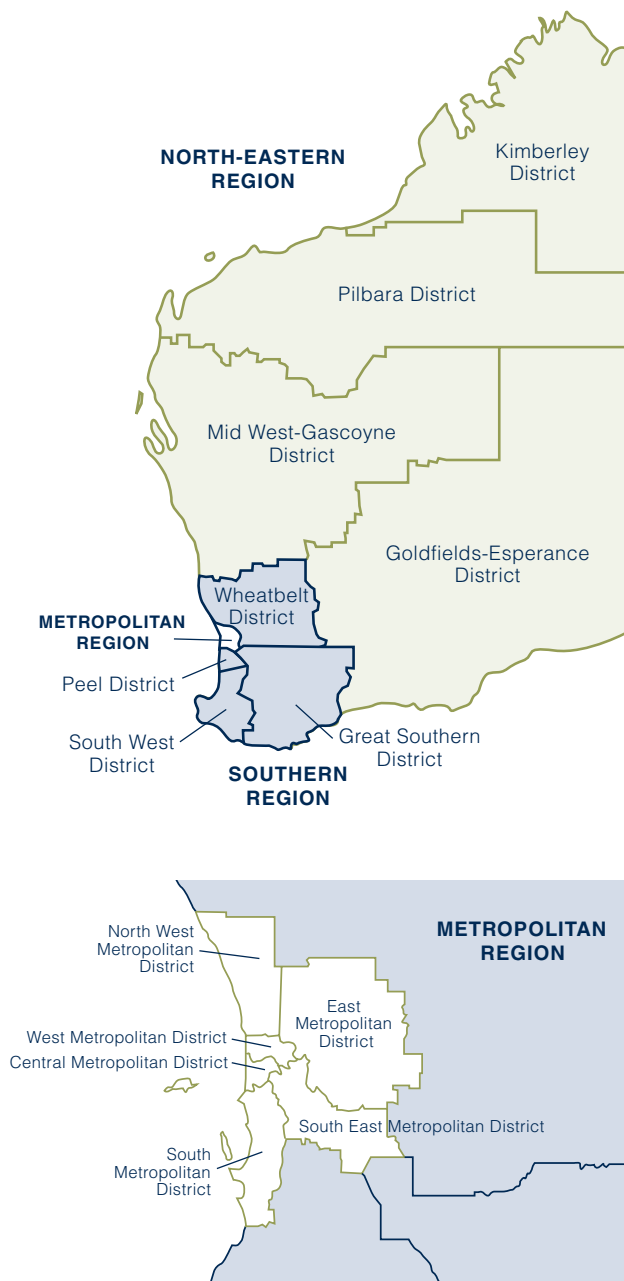 NORTH-EASTERN
REGION
Kimberley
District
Pilbara District
Mid West-Gascoyne
District
Goldfields-Esperance
District
Wheatbelt
District
METROPOLITAN
REGION
Peel District
South West
District
Great Southern
District
SOUTHERN
REGION
METROPOLITAN
REGION
North West
Metropolitan
District
East
Metropolitan
District
West Metropolitan District
Central Metropolitan District
South East Metropolitan District
South
Metropolitan
District